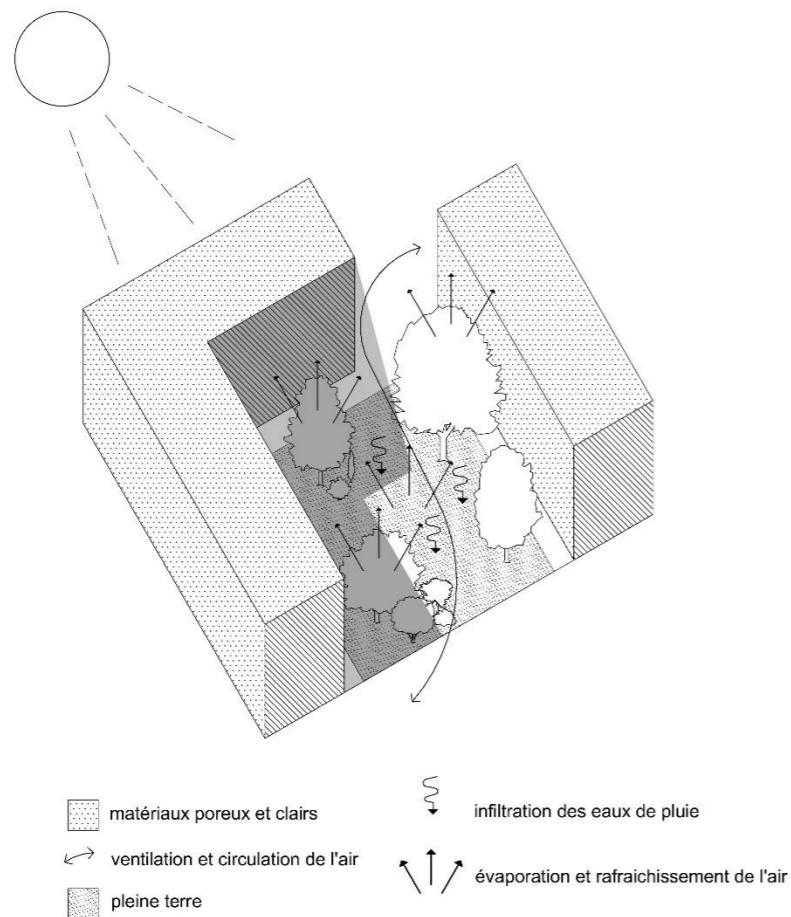 matériaux poreux et clairs
ventilation et circulation de l'air
pleine terre
infiltration des eaux de pluie
évaporation et rafraichissement de l'air